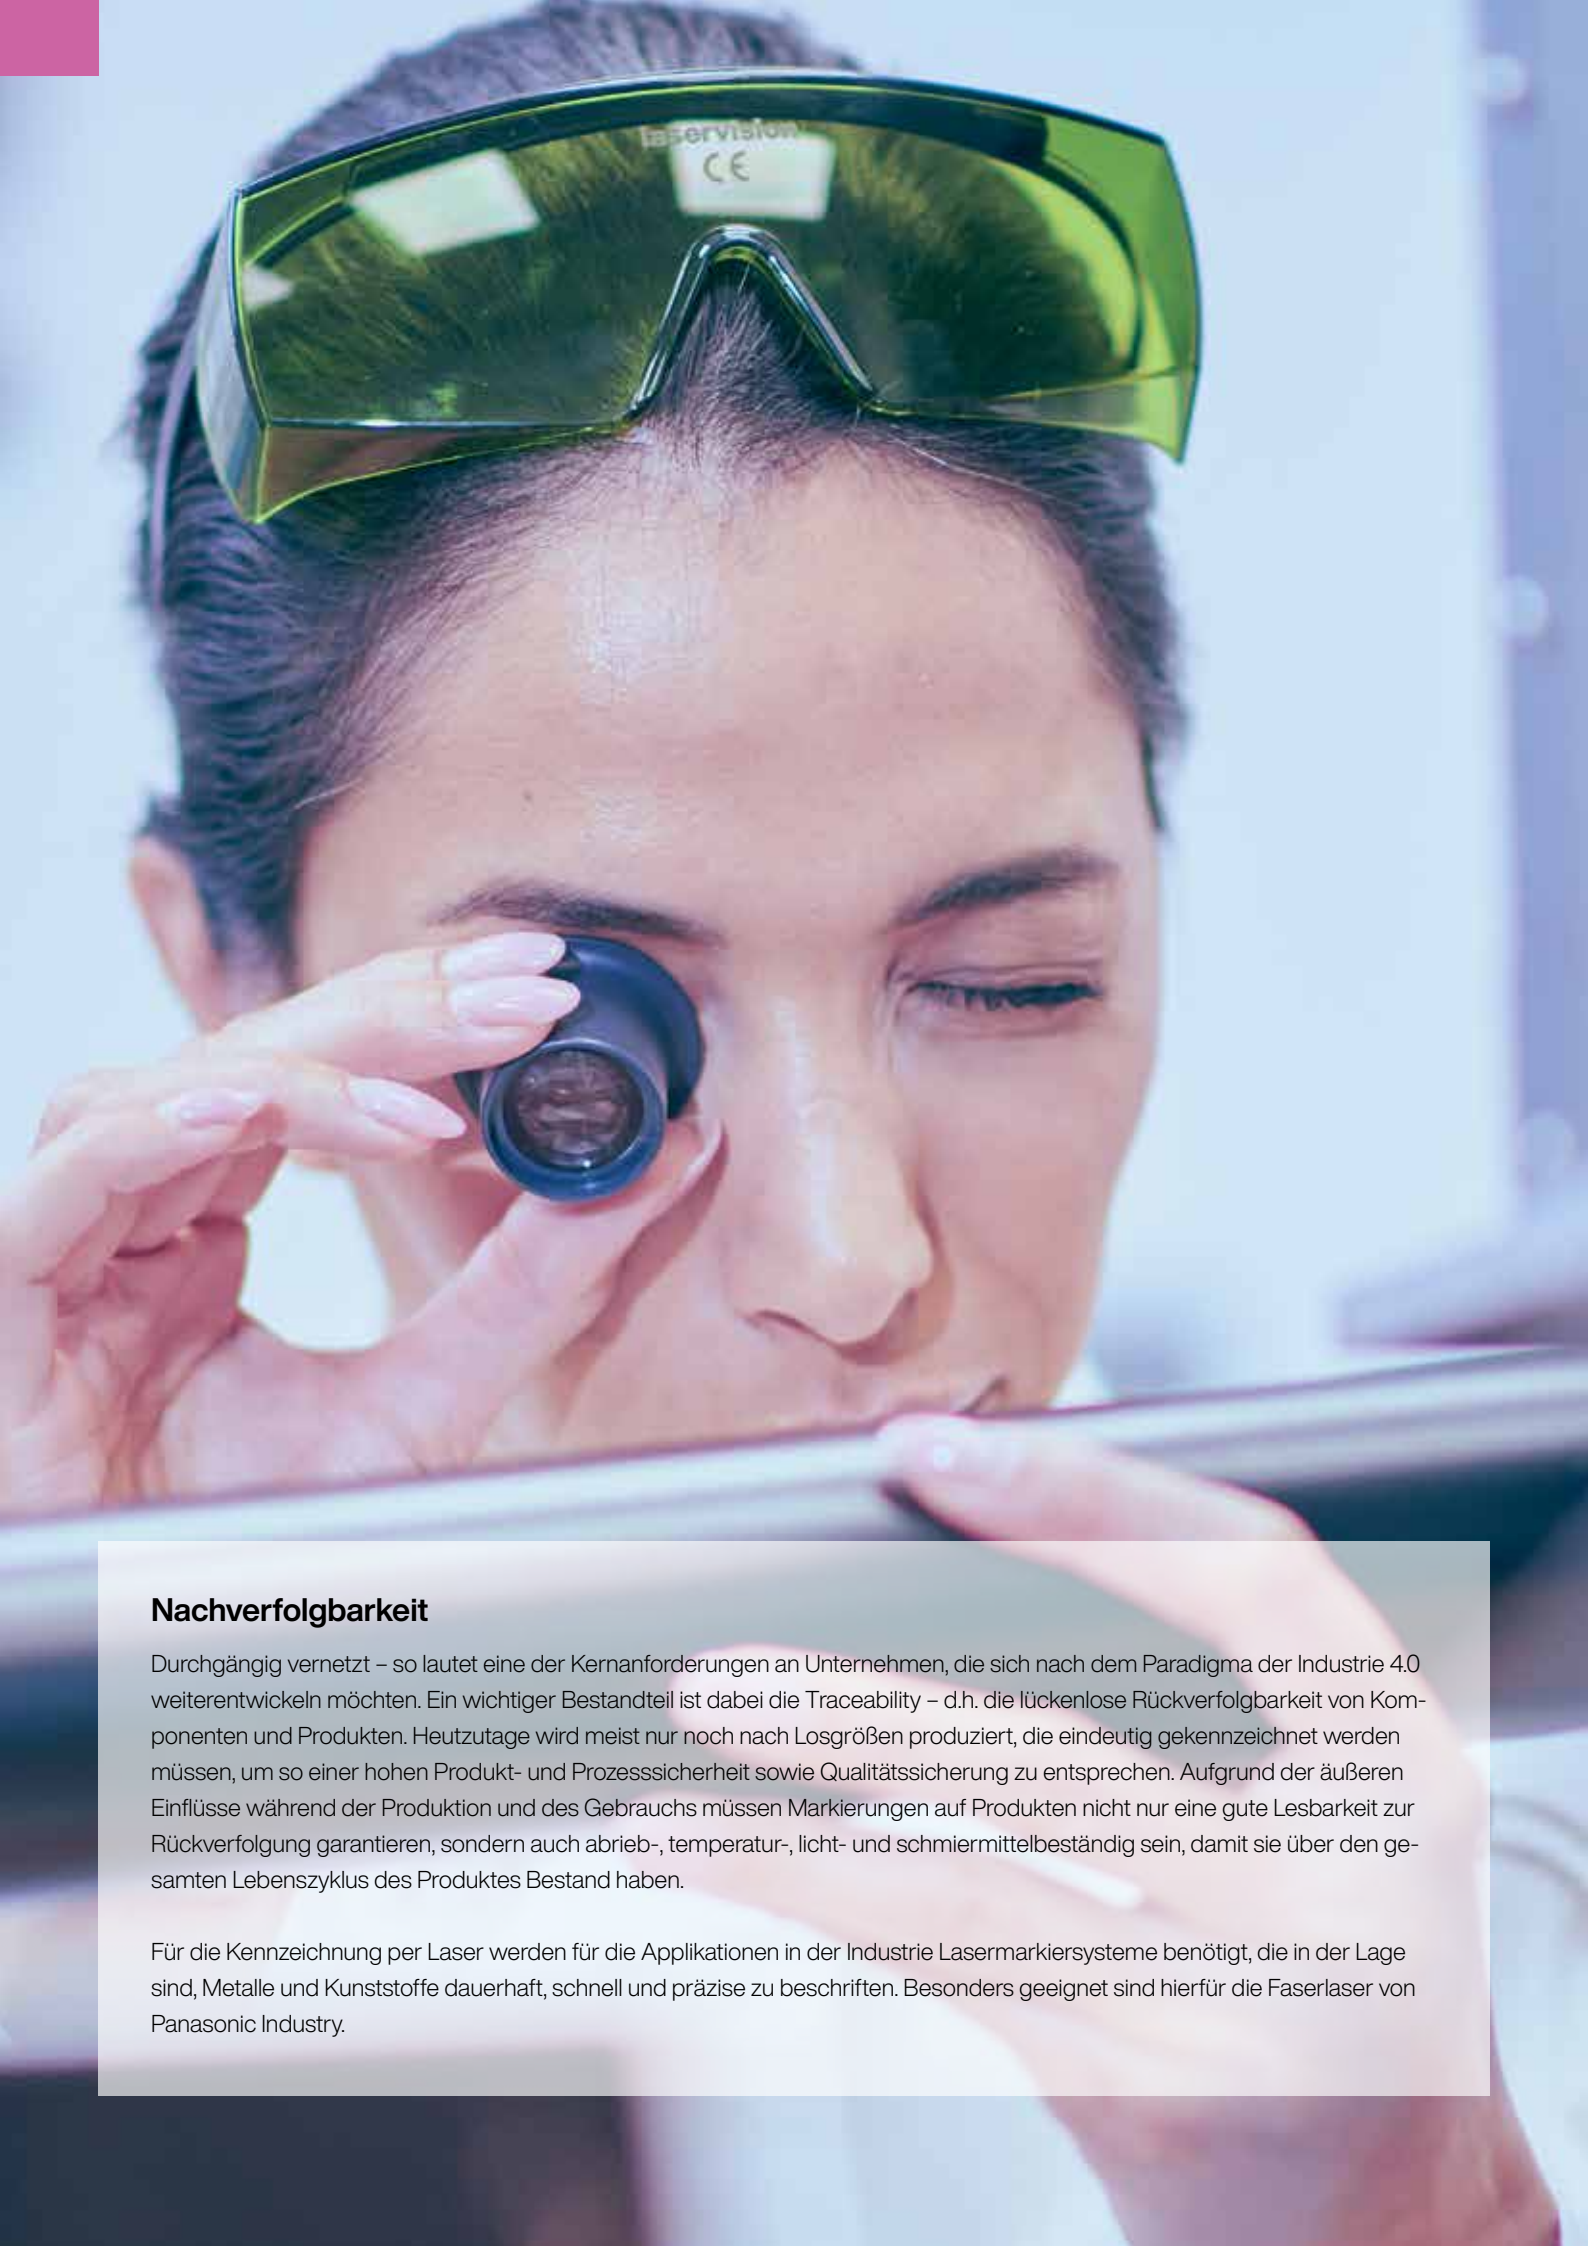 laservision
CE
Nachverfolgbarkeit
Durchgängig vernetzt – so lautet eine der Kernanforderungen an Unternehmen, die sich nach dem Paradigma der Industrie 4.0
weiterentwickeln möchten. Ein wichtiger Bestandteil ist dabei die Traceability – d.h. die lückenlose Rückverfolgbarkeit von Kom-
ponenten und Produkten. Heutzutage wird meist nur noch nach Losgrößen produziert, die eindeutig gekennzeichnet werden
müssen, um so einer hohen Produkt- und Prozesssicherheit sowie Qualitätssicherung zu entsprechen. Aufgrund der äußeren
Einflüsse während der Produktion und des Gebrauchs müssen Markierungen auf Produkten nicht nur eine gute Lesbarkeit zur
Rückverfolgung garantieren, sondern auch abrieb-, temperatur-, licht- und schmiermittelbeständig sein, damit sie über den ge-
samten Lebenszyklus des Produktes Bestand haben.
Für die Kennzeichnung per Laser werden für die Applikationen in der Industrie Lasermarkiersysteme benötigt, die in der Lage
sind, Metalle und Kunststoffe dauerhaft, schnell und präzise zu beschriften. Besonders geeignet sind hierfür die Faserlaser von
Panasonic Industry.